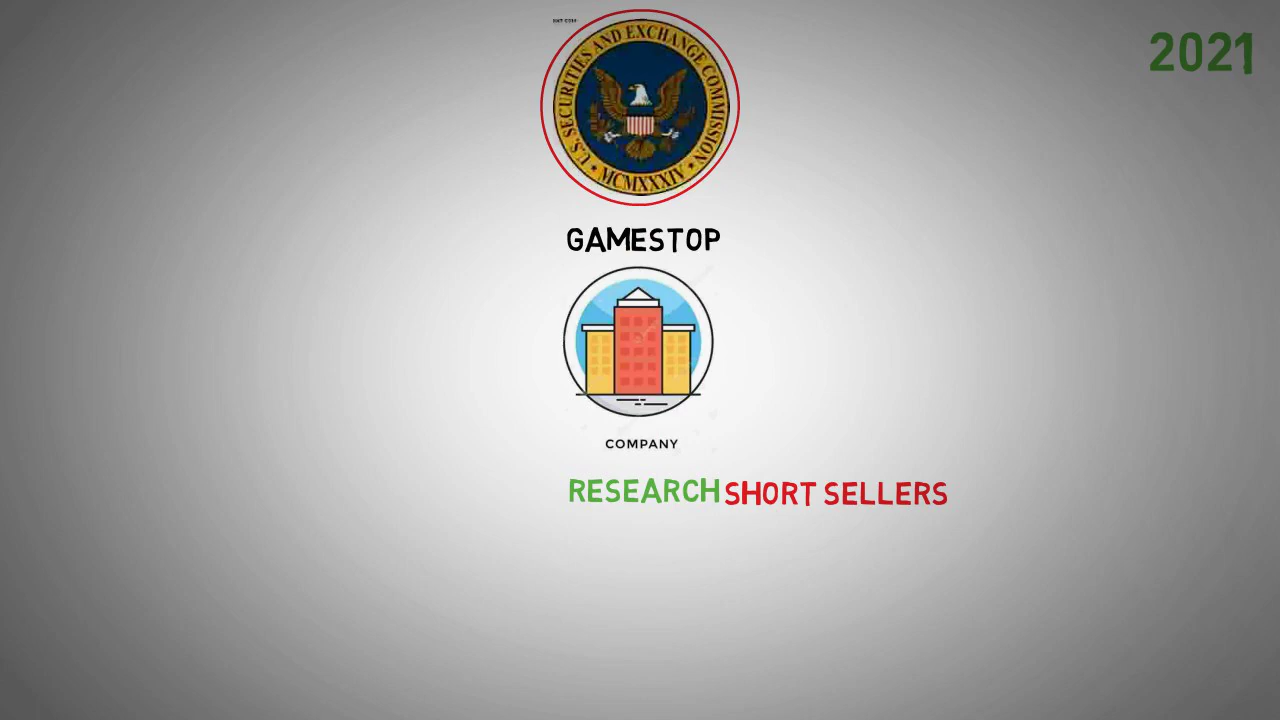 2021
U.S. SECURITIES AND EXCHANGE COMMISSION
MCMXXXIV
GAMESTOP
COMPANY
RESEARCH SHORT SELLERS